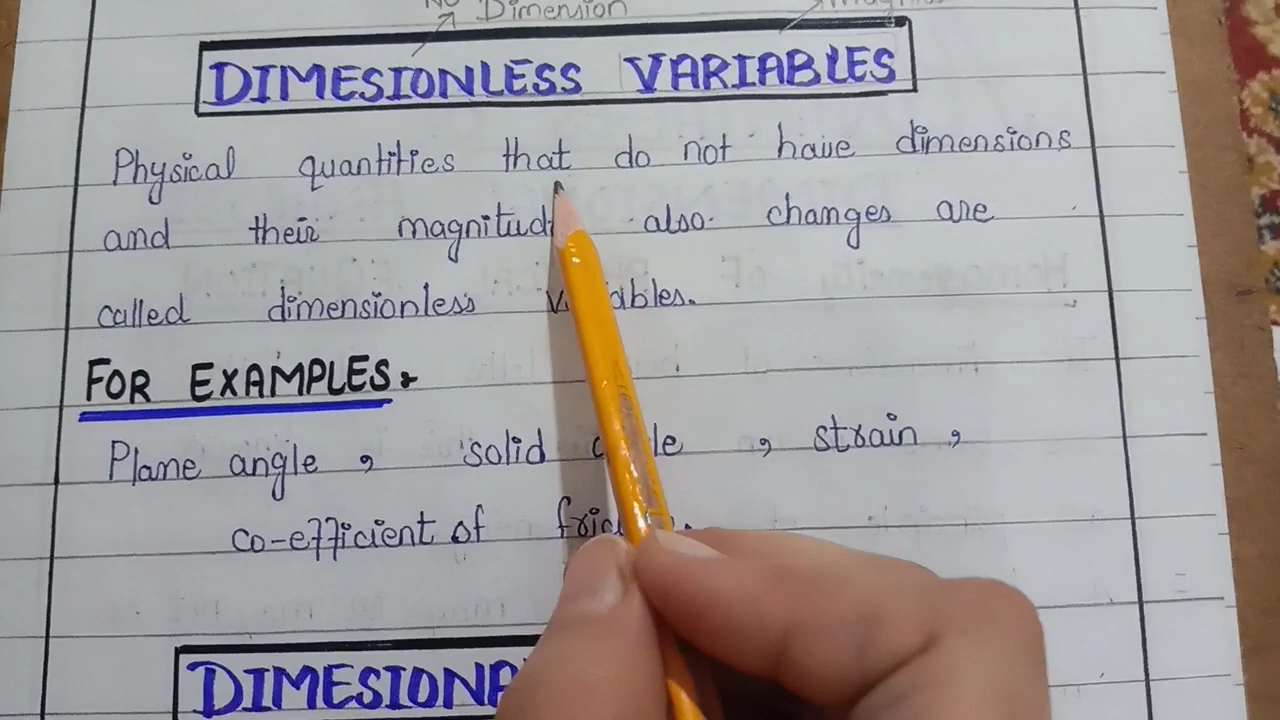 Dimension
DIMESIONLESS VARIABLES
Physical quantities that do not have dimensions
and their magnitud also changes are
called dimensionless ables.
FOR EXAMPLES:
Plane angle , solid , strain ,
co-efficient of
DIMESIONA